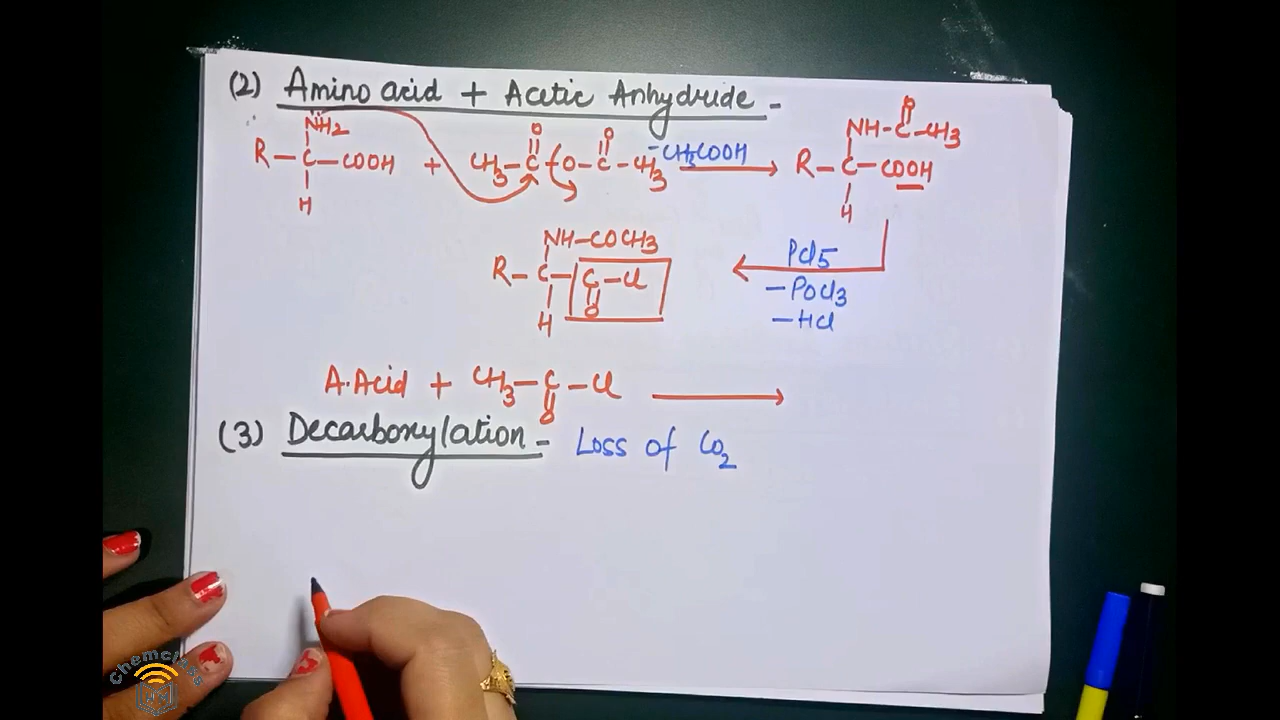 (2) Amino acid + Acetic Anhydride -
NH2
R-C-COOH + CH3-C-O-C-CH3 -CH3COOH R-C-COOH
O O
H
NH-C-CH3
O
H
NH-COCH3
R-C-C-Cl
O
H
PCl5
-POCl3
-HCl
A.Acid + CH3-C-Cl
O
(3) Decarboxylation - Loss of CO2
Chemclass